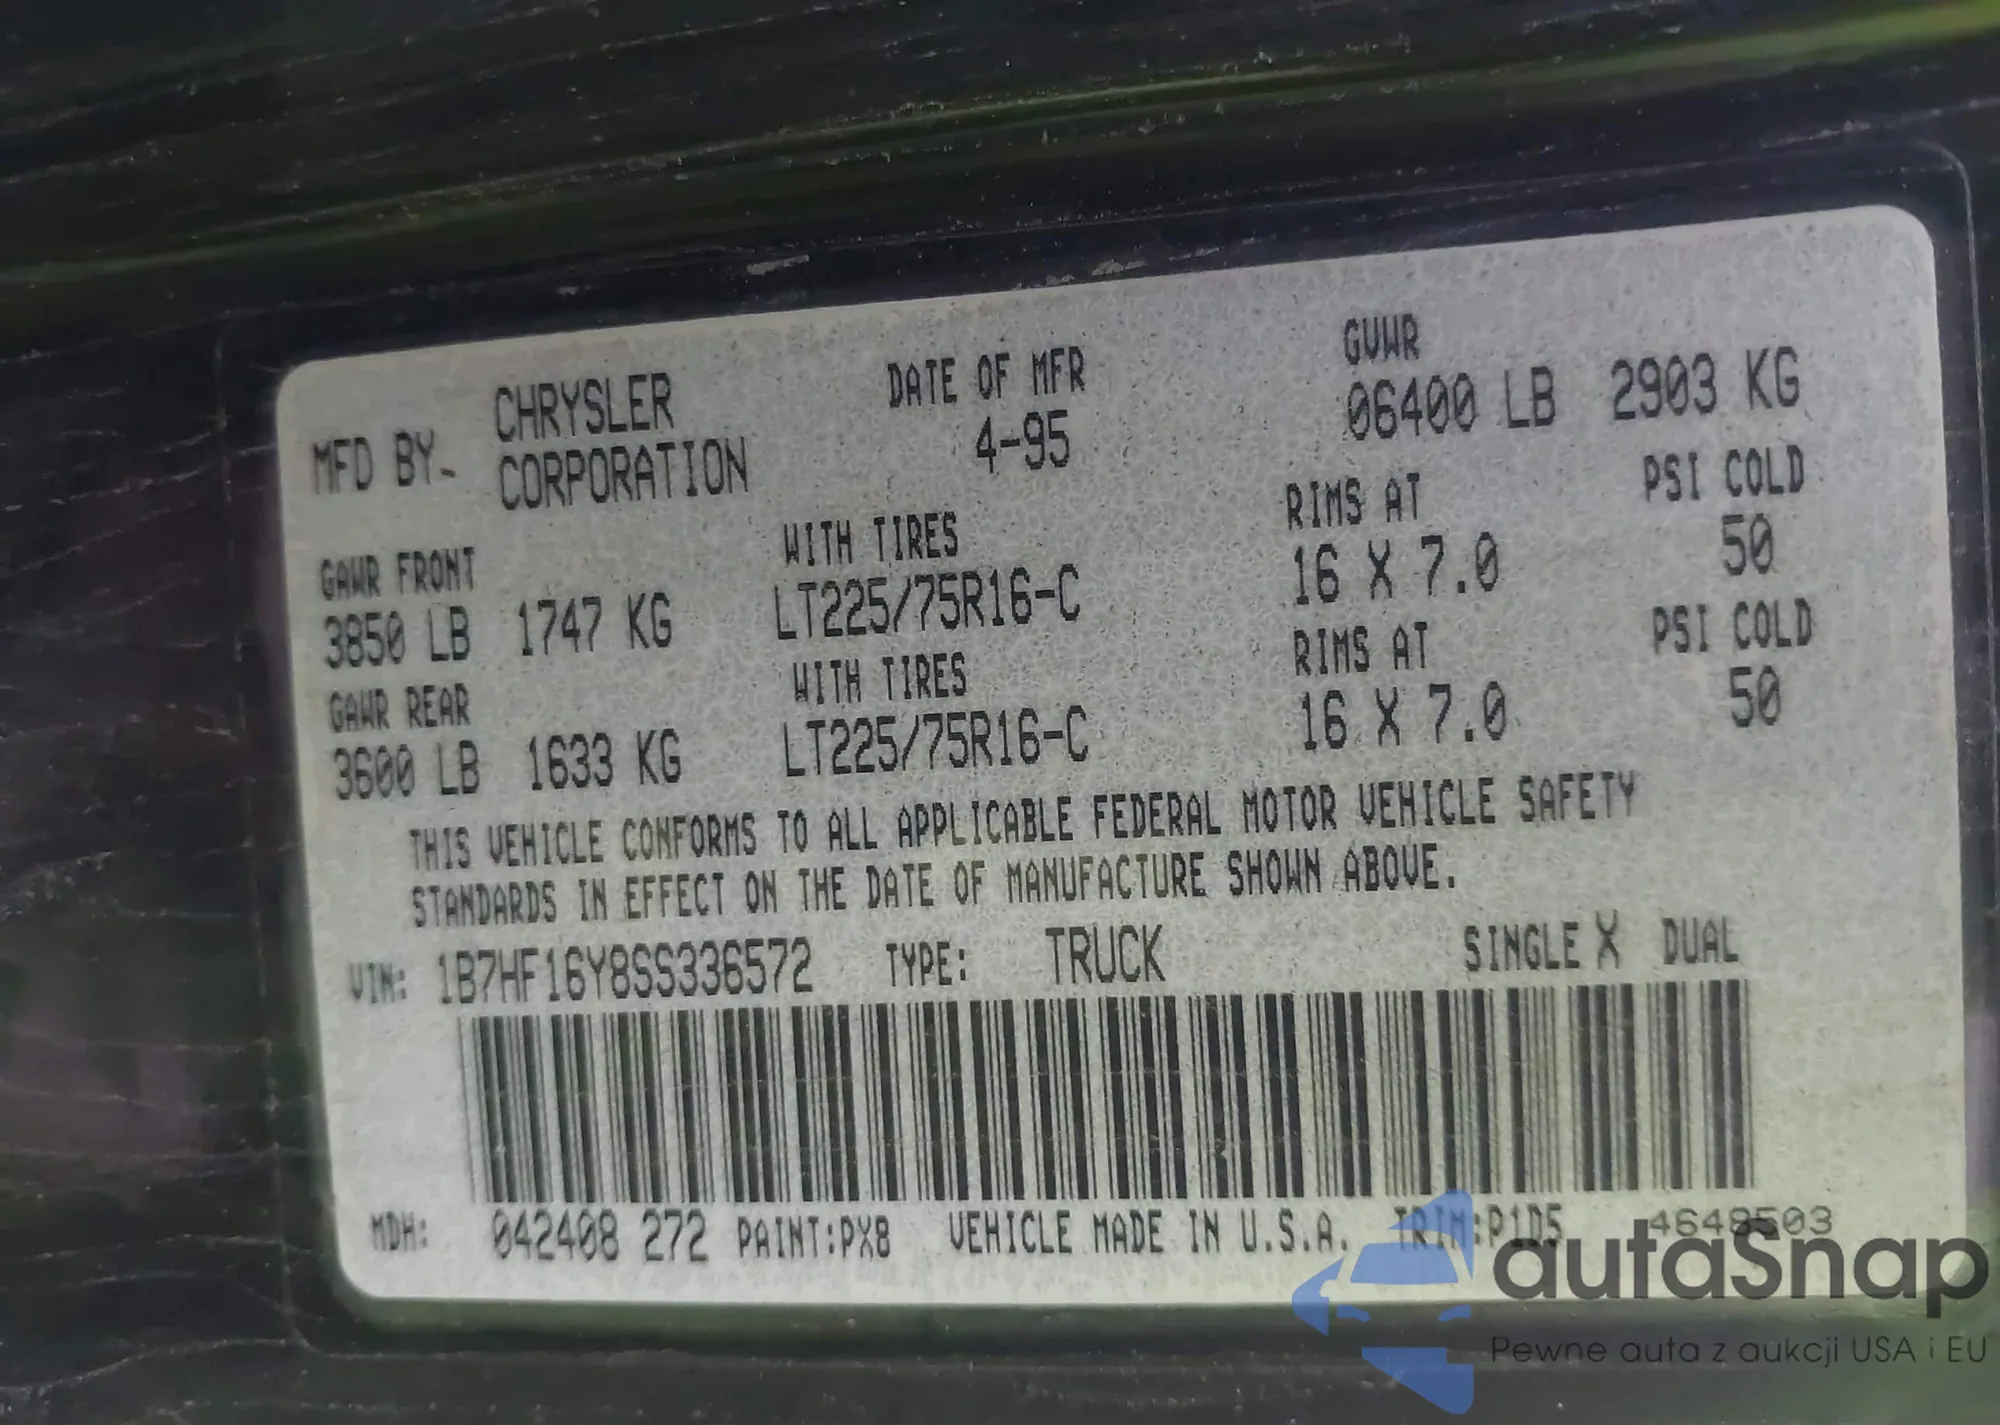 MFD BY- CHRYSLER CORPORATION
DATE OF MFR
4-95
GVWR
06400 LB 2903 KG
GAWR FRONT WITH TIRES RIMS AT PSI COLD
3850 LB 1747 KG LT225/75R16-C 16 X 7.0 50
GAWR REAR WITH TIRES RIMS AT PSI COLD
3600 LB 1633 KG LT225/75R16-C 16 X 7.0 50
THIS VEHICLE CONFORMS TO ALL APPLICABLE FEDERAL MOTOR VEHICLE SAFETY
STANDARDS IN EFFECT ON THE DATE OF MANUFACTURE SHOWN ABOVE.
VIN: 1B7HF16Y8SS336572 TYPE: TRUCK SINGLE X DUAL
MDH: 042408 272 PAINT:PX8 VEHICLE MADE IN U.S.A. TRIM:P1D5 4648503
autaSnap
Pewne auta z aukcji USA i EU